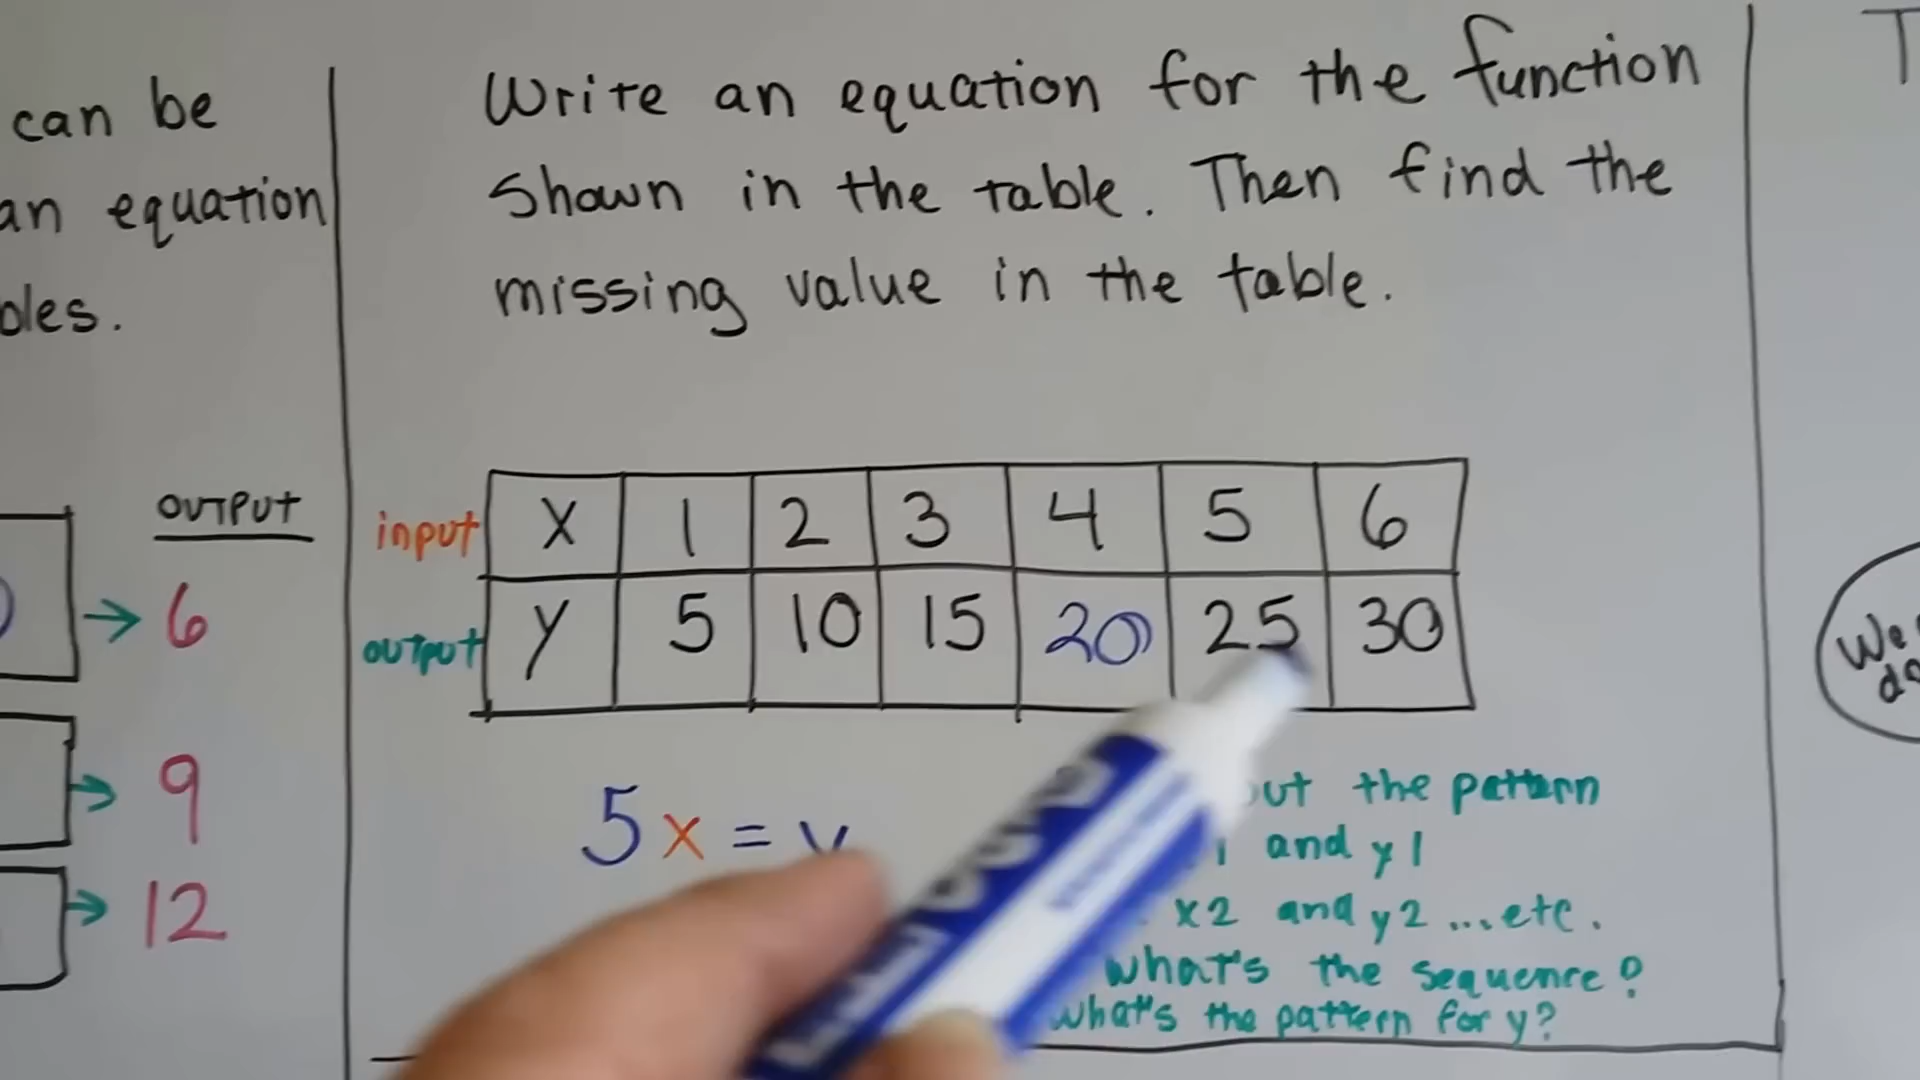 can be
an equation
OUTPUT
6
9
12
Write an equation for the function
shown in the table. Then find the
missing value in the table.
input X 1 2 3 4 5 6
output y 5 10 15 20 25 30
5x = y
the pattern
and y1
x2 and y2 ...etc.
what's the sequence?
what's the pattern for y?
We